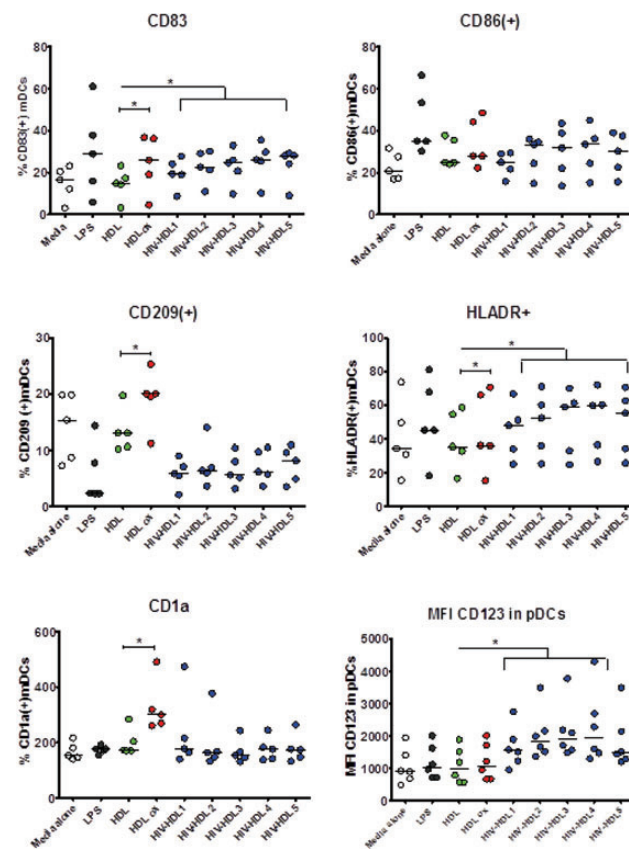 CD83
% CD83(+) mDCs
80
60
40
20
0
*
*
Media alone
LPS
HDL
HDL ox
HIV-HDL1
HIV-HDL2
HIV-HDL3
HIV-HDL4
HIV-HDL5
CD86(+)
% CD86(+)mDCs
80
60
40
20
0
Media alone
LPS
HDL
HDL ox
HIV-HDL1
HIV-HDL2
HIV-HDL3
HIV-HDL4
HIV-HDL5
CD209(+)
% CD209 (+)mDCs
30
20
10
0
*
Media alone
LPS
HDL
HDL ox
HIV-HDL1
HIV-HDL2
HIV-HDL3
HIV-HDL4
HIV-HDL5
HLADR+
%HLADR(+)mDCs
100
80
60
40
20
0
*
*
Media alone
LPS
HDL
HDL ox
HIV-HDL1
HIV-HDL2
HIV-HDL3
HIV-HDL4
HIV-HDL5
CD1a
% CD1a(+)mDCs
600
400
200
0
*
Media alone
LPS
HDL
HDL ox
HIV-HDL1
HIV-HDL2
HIV-HDL3
HIV-HDL4
HIV-HDL5
MFI CD123 in pDCs
MFI CD123 in pDCs
5000
4000
3000
2000
1000
0
*
Media alone
LPS
HDL
HDL ox
HIV-HDL1
HIV-HDL2
HIV-HDL3
HIV-HDL4
HIV-HDL5